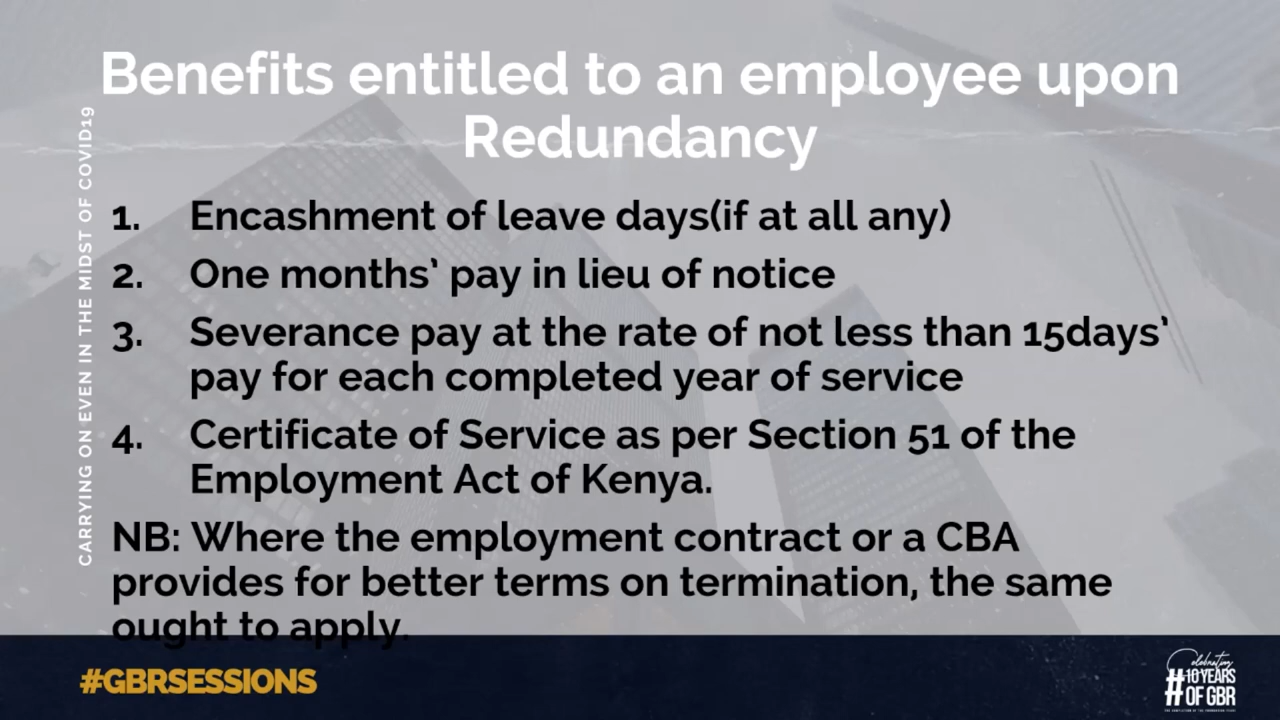 Benefits entitled to an employee upon
Redundancy
CARRYING ON EVEN IN THE MIDST OF COVID19
1. Encashment of leave days(if at all any)
2. One months’ pay in lieu of notice
3. Severance pay at the rate of not less than 15days’
pay for each completed year of service
4. Certificate of Service as per Section 51 of the
Employment Act of Kenya.
NB: Where the employment contract or a CBA
provides for better terms on termination, the same
ought to apply.
#GBRSESSIONS
Celebrating
#10 YEARS
OF GBR